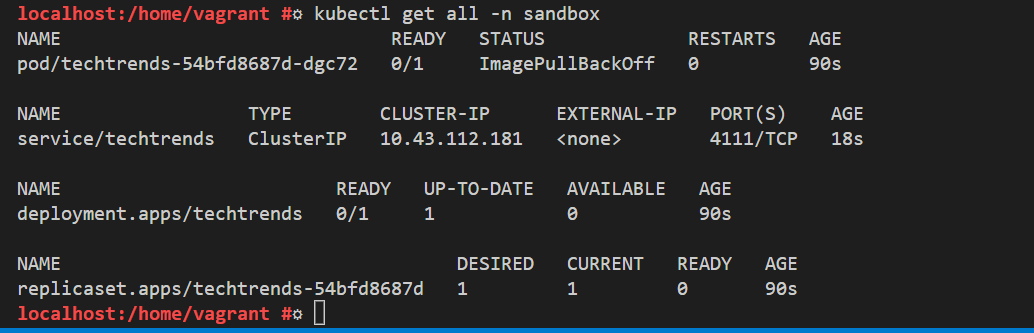 localhost:/home/vagrant #☼ kubectl get all -n sandbox
NAME READY STATUS RESTARTS AGE
pod/techtrends-54bfd8687d-dgc72 0/1 ImagePullBackOff 0 90s
NAME TYPE CLUSTER-IP EXTERNAL-IP PORT(S) AGE
service/techtrends ClusterIP 10.43.112.181 <none> 4111/TCP 18s
NAME READY UP-TO-DATE AVAILABLE AGE
deployment.apps/techtrends 0/1 1 0 90s
NAME DESIRED CURRENT READY AGE
replicaset.apps/techtrends-54bfd8687d 1 1 0 90s
localhost:/home/vagrant #☼